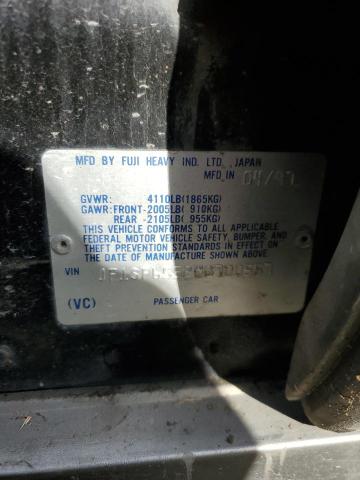 MFD BY FUJI HEAVY IND. LTD., JAPAN
MFD IN 04/97
GVWR: 4110LB(1865KG)
GAWR:FRONT-2005LB( 910KG)
REAR -2105LB( 955KG)
THIS VEHICLE CONFORMS TO ALL APPLICABLE
FEDERAL MOTOR VEHICLE SAFETY, BUMPER, AND
THEFT PREVENTION STANDARDS IN EFFECT ON
THE DATE OF MANUFACTURE SHOWN ABOVE.
VIN
(VC) PASSENGER CAR